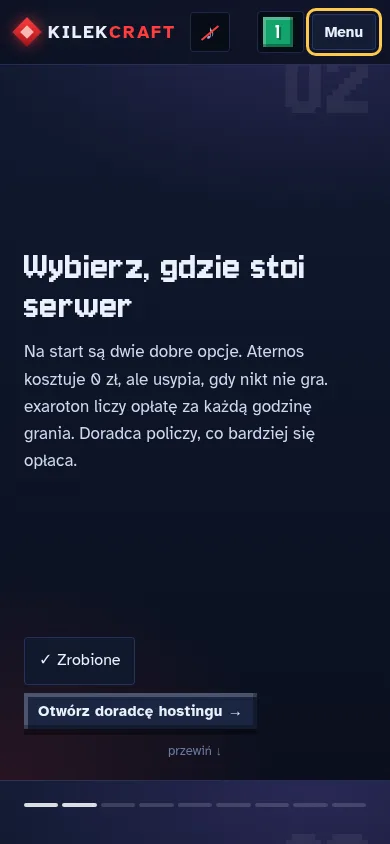 KILEKCRAFT
1
Menu
02
Wybierz, gdzie stoi
serwer
Na start są dwie dobre opcje. Aternos
kosztuje 0 zł, ale usypia, gdy nikt nie gra.
exaroton liczy opłatę za każdą godzinę
grania. Doradca policzy, co bardziej się
opłaca.
✓ Zrobione
Otwórz doradcę hostingu →
przewiń ↓